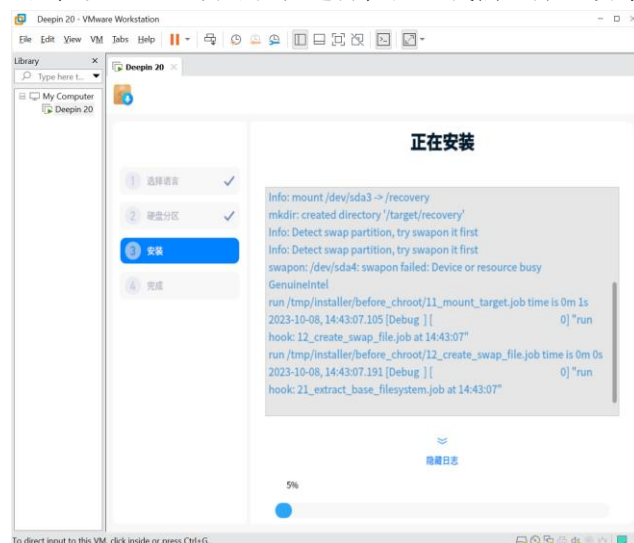 Deepin 20 - VMware Workstation
File Edit View VM Tabs Help
Library
Type here t...
My Computer
Deepin 20
Deepin 20
正在安装
1 选择语言
2 硬盘分区
3 安装
4 完成
Info: mount /dev/sda3 -> /recovery
mkdir: created directory '/target/recovery'
Info: Detect swap partition, try swapon it first
Info: Detect swap partition, try swapon it first
swapon: /dev/sda4: swapon failed: Device or resource busy
GenuineIntel
run /tmp/installer/before_chroot/11_mount_target.job time is 0m 1s
2023-10-08, 14:43:07.105 [Debug ] [ 0] "run
hook: 12_create_swap_file.job at 14:43:07"
run /tmp/installer/before_chroot/12_create_swap_file.job time is 0m 0s
2023-10-08, 14:43:07.191 [Debug ] [ 0] "run
hook: 21_extract_base_filesystem.job at 14:43:07"
隐藏日志
5%
To direct input to this VM, click inside or press Ctrl+G.